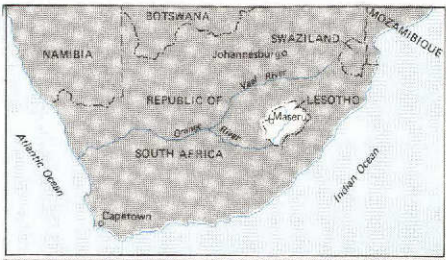 BOTSWANA
MOZAMBIQUE
SWAZILAND
NAMIBIA
Johannesburg
Vaal River
REPUBLIC OF
LESOTHO
Maseru
Orange River
SOUTH AFRICA
Atlantic Ocean
Indian Ocean
Capetown